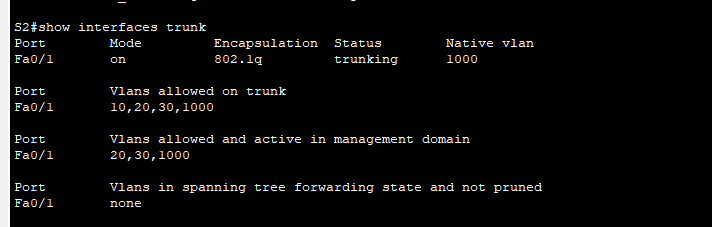 S2#show interfaces trunk
Port Mode Encapsulation Status Native vlan
Fa0/1 on 802.1q trunking 1000
Port Vlans allowed on trunk
Fa0/1 10,20,30,1000
Port Vlans allowed and active in management domain
Fa0/1 20,30,1000
Port Vlans in spanning tree forwarding state and not pruned
Fa0/1 none